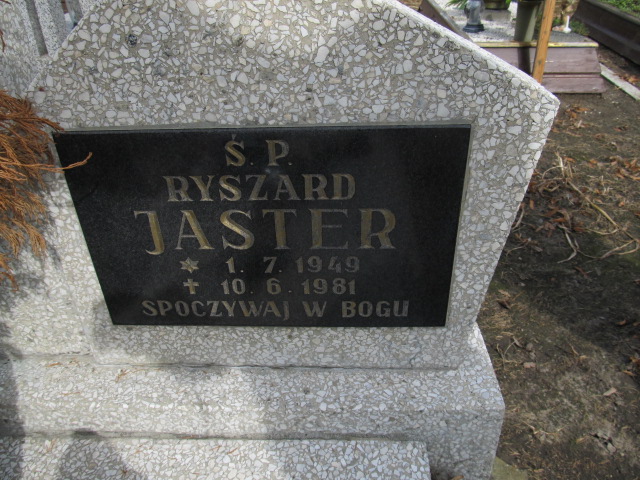 Ś. P.
RYSZARD
JASTER
* 1. 7. 1949
✝ 10. 6. 1981
SPOCZYWAJ W BOGU